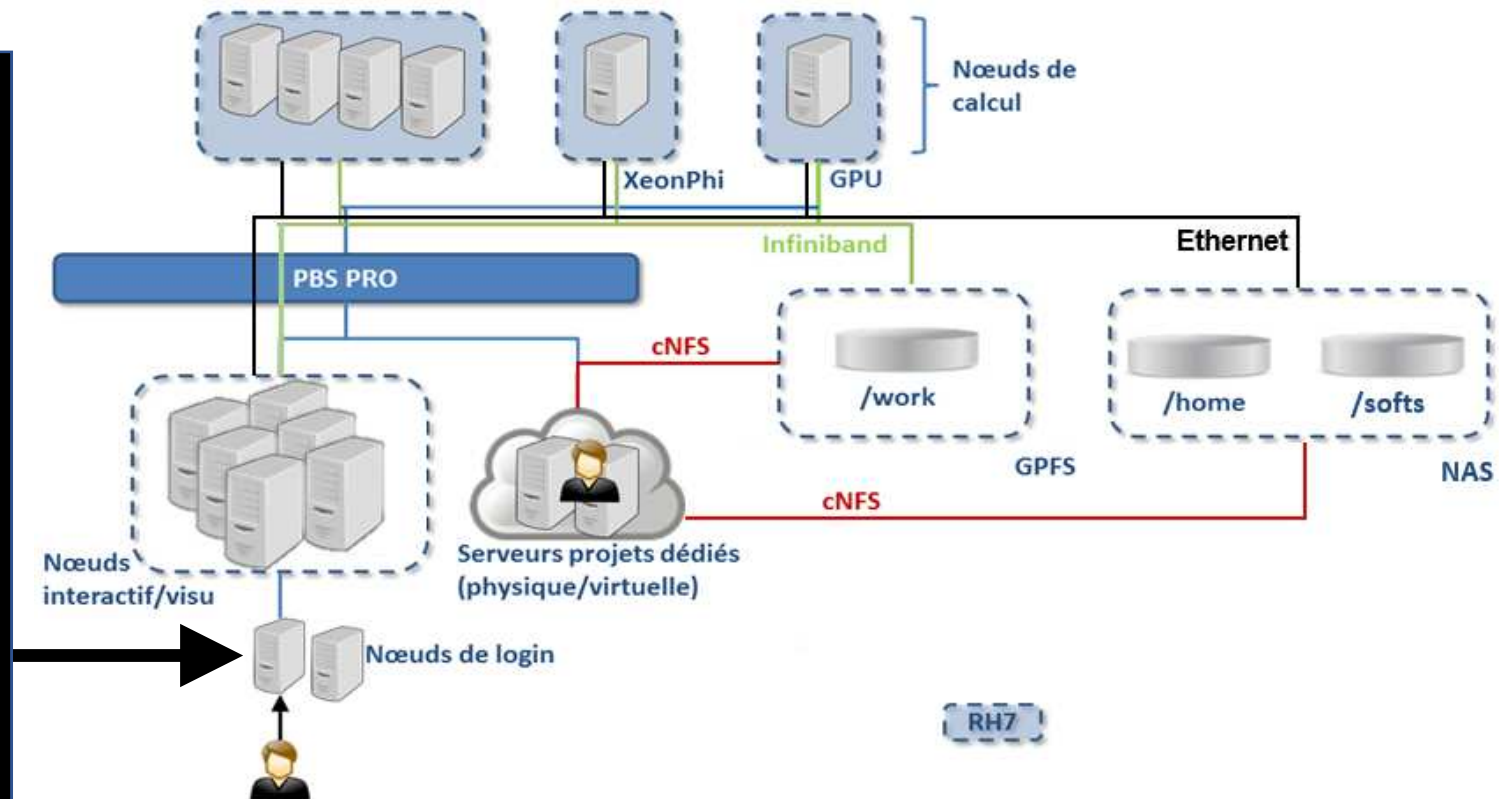 Nœuds de
calcul
XeonPhi
GPU
Infiniband
Ethernet
PBS PRO
cNFS
/work
/home
/softs
GPFS
NAS
cNFS
Nœuds
interactif/visu
Serveurs projets dédiés
(physique/virtuelle)
Nœuds de login
RH7